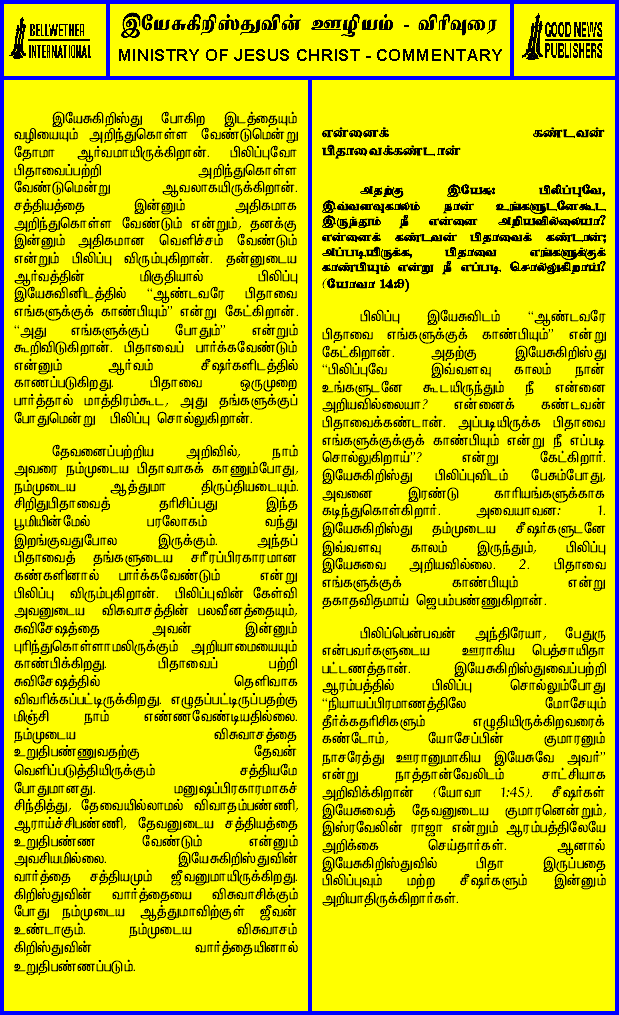 BELLWETHER
INTERNATIONAL
இயேசுகிறிஸ்துவின் ஊழியம் - விரிவுரை
MINISTRY OF JESUS CHRIST - COMMENTARY
GOOD NEWS
PUBLISHERS
இயேசுகிறிஸ்து போகிற இடத்தையும்
வழியையும் அறிந்துகொள்ள வேண்டுமென்று
தோமா ஆர்வமாயிருக்கிறான். பிலிப்புவோ
பிதாவைப்பற்றி அறிந்துகொள்ள
வேண்டுமென்று ஆவலாகயிருக்கிறான்.
சத்தியத்தை இன்னும் அதிகமாக
அறிந்துகொள்ள வேண்டும் என்றும், தனக்கு
இன்னும் அதிகமான வெளிச்சம் வேண்டும்
என்றும் பிலிப்பு விரும்புகிறான். தன்னுடைய
ஆர்வத்தின் மிகுதியால் பிலிப்பு
இயேசுவினிடத்தில் “ஆண்டவரே பிதாவை
எங்களுக்குக் காண்பியும்” என்று கேட்கிறான்.
“அது எங்களுக்குப் போதும்” என்றும்
கூறிவிடுகிறான். பிதாவைப் பார்க்கவேண்டும்
என்னும் ஆர்வம் சீஷர்களிடத்தில்
காணப்படுகிறது. பிதாவை ஒருமுறை
பார்த்தால் மாத்திரம்கூட, அது தங்களுக்குப்
போதுமென்று பிலிப்பு சொல்லுகிறான்.
தேவனைப்பற்றிய அறிவில், நாம்
அவரை நம்முடைய பிதாவாகக் காணும்போது,
நம்முடைய ஆத்துமா திருப்தியடையும்.
சிறிதுபிதாவைத் தரிசிப்பது இந்த
பூமியின்மேல் பரலோகம் வந்து
இறங்குவதுபோல இருக்கும். அந்தப்
பிதாவைத் தங்களுடைய சரீரப்பிரகாரமான
கண்களினால் பார்க்கவேண்டும் என்று
பிலிப்பு விரும்புகிறான். பிலிப்புவின் கேள்வி
அவனுடைய விசுவாசத்தின் பலவீனத்தையும்,
சுவிசேஷத்தை அவன் இன்னும்
புரிந்துகொள்ளாமலிருக்கும் அறியாமையையும்
காண்பிக்கிறது. பிதாவைப் பற்றி
சுவிசேஷத்தில் தெளிவாக
விவரிக்கப்பட்டிருக்கிறது. எழுதப்பட்டிருப்பதற்கு
மிஞ்சி நாம் எண்ணவேண்டியதில்லை.
நம்முடைய விசுவாசத்தை
உறுதிபண்ணுவதற்கு தேவன்
வெளிப்படுத்தியிருக்கும் சத்தியமே
போதுமானது. மனுஷப்பிரகாரமாகச்
சிந்தித்து, தேவையில்லாமல் விவாதம்பண்ணி,
ஆராய்ச்சிபண்ணி, தேவனுடைய சத்தியத்தை
உறுதிபண்ண வேண்டும் என்னும்
அவசியமில்லை. இயேசுகிறிஸ்துவின்
வார்த்தை சத்தியமும் ஜீவனுமாயிருக்கிறது.
கிறிஸ்துவின் வார்த்தையை விசுவாசிக்கும்
போது நம்முடைய ஆத்துமாவிற்குள் ஜீவன்
உண்டாகும். நம்முடைய விசுவாசம்
கிறிஸ்துவின் வார்த்தையினால்
உறுதிபண்ணப்படும்.
என்னைக் கண்டவன்
பிதாவைக்கண்டான்
அதற்கு இயேசு: பிலிப்புவே,
இவ்வளவுகாலம் நான் உங்களுடனேகூட
இருந்தும் நீ என்னை அறியவில்லையா?
என்னைக் கண்டவன் பிதாவைக் கண்டான்;
அப்படியிருக்க, பிதாவை எங்களுக்குக்
காண்பியும் என்று நீ எப்படி சொல்லுகிறாய்?
(யோவா 14:9)
பிலிப்பு இயேசுவிடம் “ஆண்டவரே
பிதாவை எங்களுக்குக் காண்பியும்” என்று
கேட்கிறான். அதற்கு இயேசுகிறிஸ்து
“பிலிப்புவே இவ்வளவு காலம் நான்
உங்களுடனே கூடயிருந்தும் நீ என்னை
அறியவில்லையா? என்னைக் கண்டவன்
பிதாவைக்கண்டான். அப்படியிருக்க பிதாவை
எங்களுக்குக்குக் காண்பியும் என்று நீ எப்படி
சொல்லுகிறாய்”? என்று கேட்கிறார்.
இயேசுகிறிஸ்து பிலிப்புவிடம் பேசும்போது,
அவனை இரண்டு காரியங்களுக்காக
கடிந்துகொள்கிறார். அவையாவன: 1.
இயேசுகிறிஸ்து தம்முடைய சீஷர்களுடனே
இவ்வளவு காலம் இருந்தும், பிலிப்பு
இயேசுவை அறியவில்லை. 2. பிதாவை
எங்களுக்குக் காண்பியும் என்று
தகாதவிதமாய் ஜெபம்பண்ணுகிறான்.
பிலிப்பென்பவன் அந்திரேயா, பேதுரு
என்பவர்களுடைய ஊராகிய பெத்சாயிதா
பட்டணத்தான். இயேசுகிறிஸ்துவைப்பற்றி
ஆரம்பத்தில் பிலிப்பு சொல்லும்போது
“நியாயப்பிரமாணத்திலே மோசேயும்
தீர்க்கதரிசிகளும் எழுதியிருக்கிறவரைக்
கண்டோம், யோசேப்பின் குமாரனும்
நாசரேத்து ஊரானுமாகிய இயேசுவே அவர்”
என்று நாத்தான்வேலிடம் சாட்சியாக
அறிவிக்கிறான் (யோவா 1:45). சீஷர்கள்
இயேசுவைத் தேவனுடைய குமாரனென்றும்,
இஸ்ரவேலின் ராஜா என்றும் ஆரம்பத்திலேயே
அறிக்கை செய்தார்கள். ஆனால்
இயேசுகிறிஸ்துவில் பிதா இருப்பதை
பிலிப்புவும் மற்ற சீஷர்களும் இன்னும்
அறியாதிருக்கிறார்கள்.